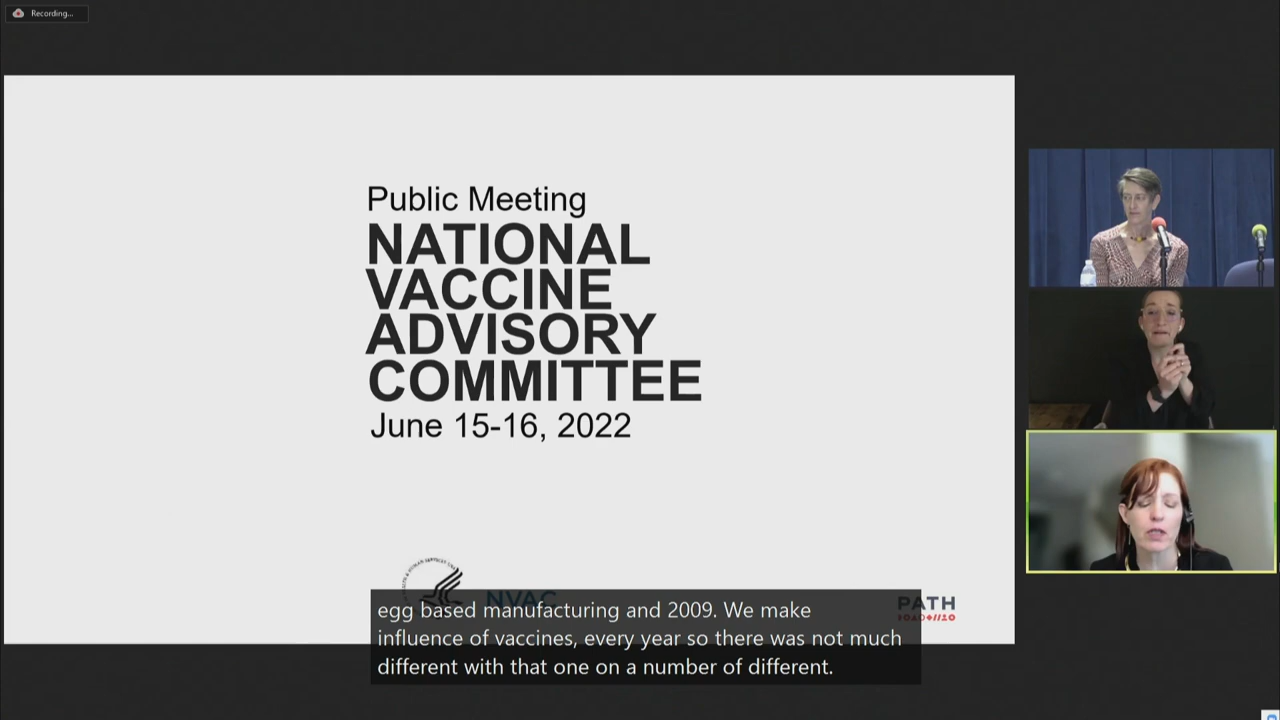 Recording...
Public Meeting
NATIONAL
VACCINE
ADVISORY
COMMITTEE
June 15-16, 2022
NVAC
PATH
egg based manufacturing and 2009. We make
influence of vaccines, every year so there was not much
different with that one on a number of different.